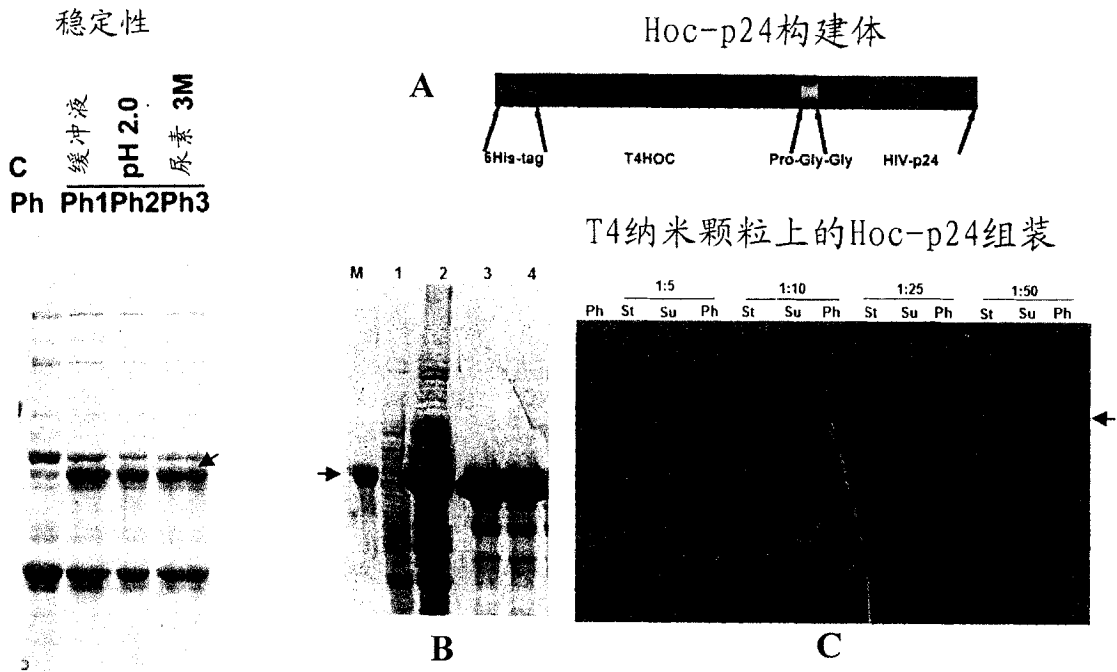 稳定性
缓冲液
pH 2.0
尿素 3M
C
Ph Ph1 Ph2 Ph3
Hoc-p24构建体
A
6His-tag T4HOC Pro-Gly-Gly HIV-p24
T4纳米颗粒上的Hoc-p24组装
M 1 2 3 4
B
1:5 1:10 1:25 1:50
Ph St Su Ph St Su Ph St Su Ph St Su Ph
C